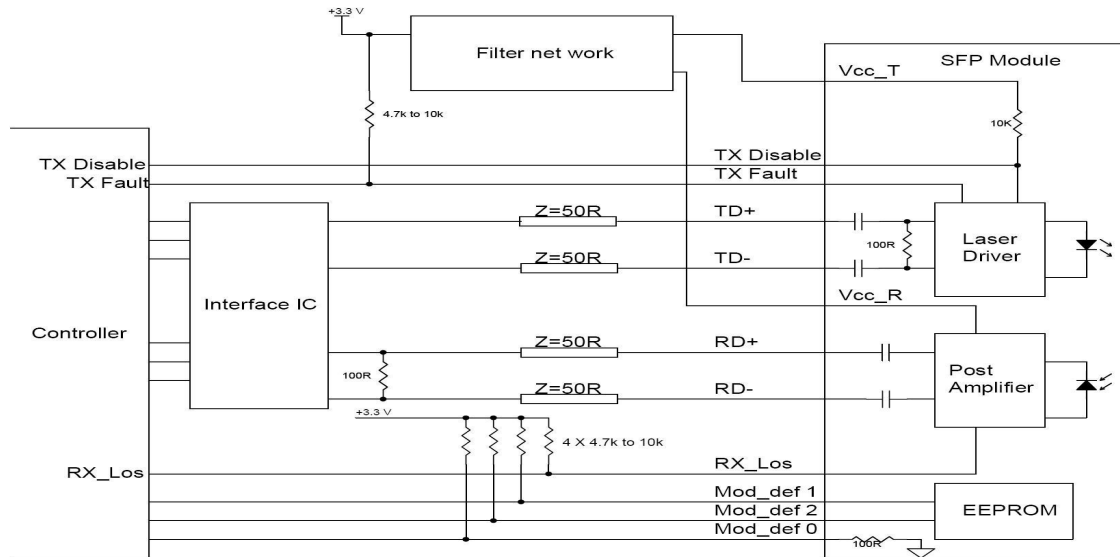 +3.3 V
Filter net work
SFP Module
Vcc_T
4.7k to 10k
10K
TX Disable
TX Disable
TX Fault
TX Fault
Z=50R
TD+
100R
Laser
Driver
Z=50R
TD-
Interface IC
Vcc_R
Controller
Z=50R
RD+
100R
Post
Amplifier
Z=50R
RD-
+3.3 V
4 X 4.7k to 10k
RX_Los
RX_Los
Mod_def 1
EEPROM
Mod_def 2
Mod_def 0
100R